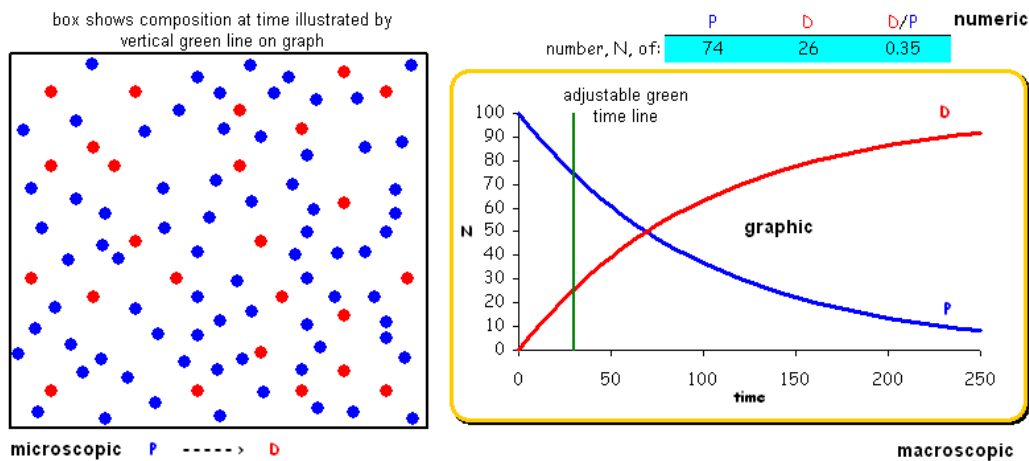 box shows composition at time illustrated by
vertical green line on graph
P D D/P numeric
number, N, of: 74 26 0.35
adjustable green
time line
100
90
80
70
60
50
40
30
20
10
0
N
D
graphic
P
0 50 100 150 200 250
time
microscopic P -----> D
macroscopic